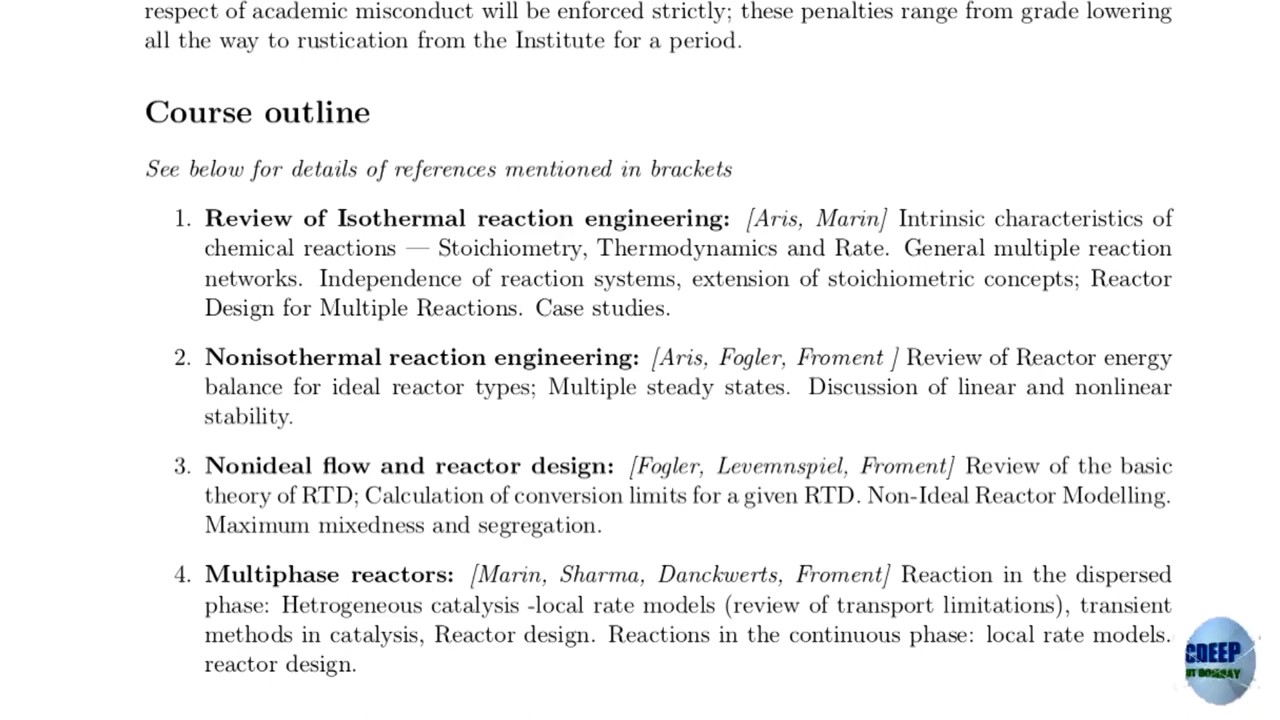 respect of academic misconduct will be enforced strictly; these penalties range from grade lowering
all the way to rustication from the Institute for a period.
Course outline
See below for details of references mentioned in brackets
1. Review of Isothermal reaction engineering: [Aris, Marin] Intrinsic characteristics of
chemical reactions — Stoichiometry, Thermodynamics and Rate. General multiple reaction
networks. Independence of reaction systems, extension of stoichiometric concepts; Reactor
Design for Multiple Reactions. Case studies.
2. Nonisothermal reaction engineering: [Aris, Fogler, Froment ] Review of Reactor energy
balance for ideal reactor types; Multiple steady states. Discussion of linear and nonlinear
stability.
3. Nonideal flow and reactor design: [Fogler, Levemnspiel, Froment] Review of the basic
theory of RTD; Calculation of conversion limits for a given RTD. Non-Ideal Reactor Modelling.
Maximum mixedness and segregation.
4. Multiphase reactors: [Marin, Sharma, Danckwerts, Froment] Reaction in the dispersed
phase: Hetrogeneous catalysis -local rate models (review of transport limitations), transient
methods in catalysis, Reactor design. Reactions in the continuous phase: local rate models.
reactor design.
CDEEP
IIT BOMBAY